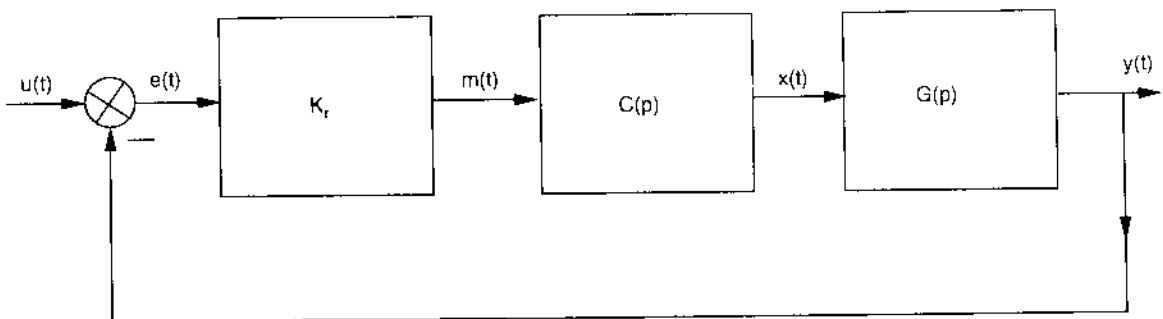 u(t)
e(t)
K_r
m(t)
C(p)
x(t)
G(p)
y(t)
—